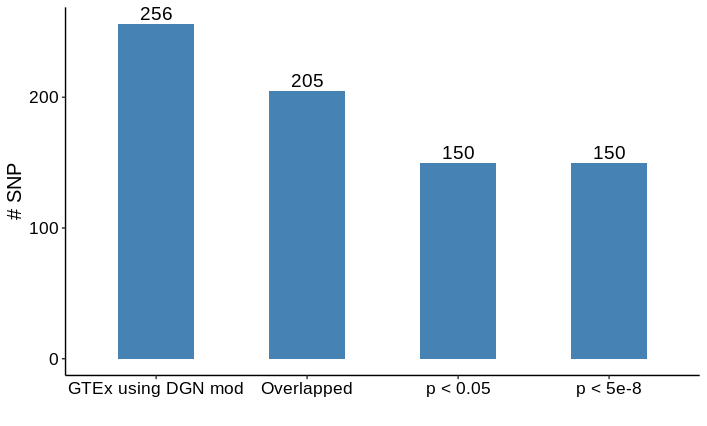 256
205
150
150
# SNP
200
100
0
GTEx using DGN mod
Overlapped
p < 0.05
p < 5e-8